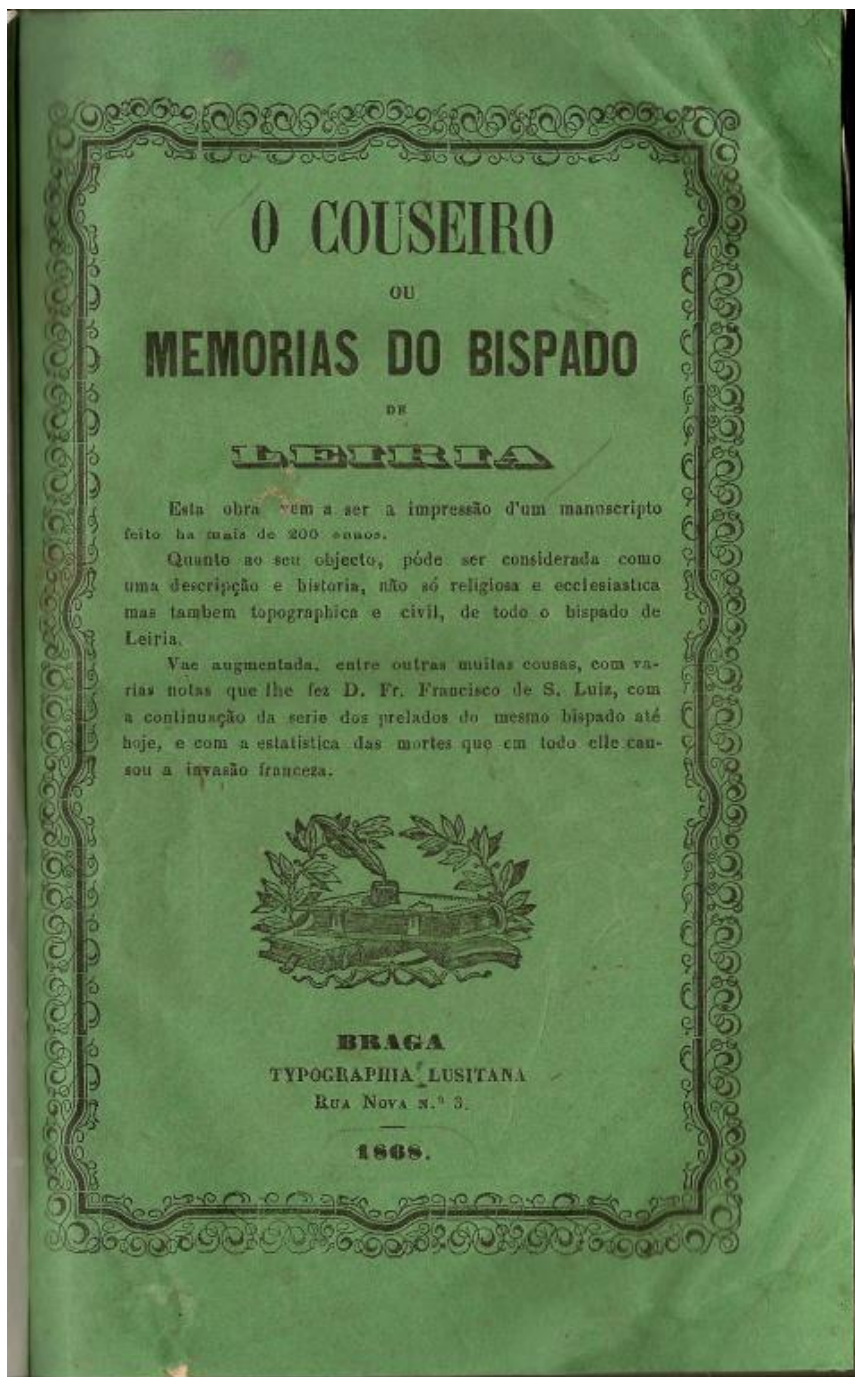 O COUSEIRO
OU
MEMORIAS DO BISPADO
DE
LEIRIA
Esta obra vem a ser a impressão d'um manuscripto
feito ha mais de 200 annos.
Quanto ao seu objecto, póde ser considerada como
uma descripção e historia, não só religiosa e ecclesiastica
mas tambem topographica e civil, de todo o bispado de
Leiria.
Vae augmentada, entre outras muitas cousas, com va-
rias notas que lhe fez D. Fr. Francisco de S. Luiz, com
a continuação da serie dos prelados do mesmo bispado até
hoje, e com a estatistica das mortes que em todo elle cau-
sou a invasão franceza.
BRAGA
TYPOGRAPHIA LUSITANA
RUA NOVA N.º 3.
1868.